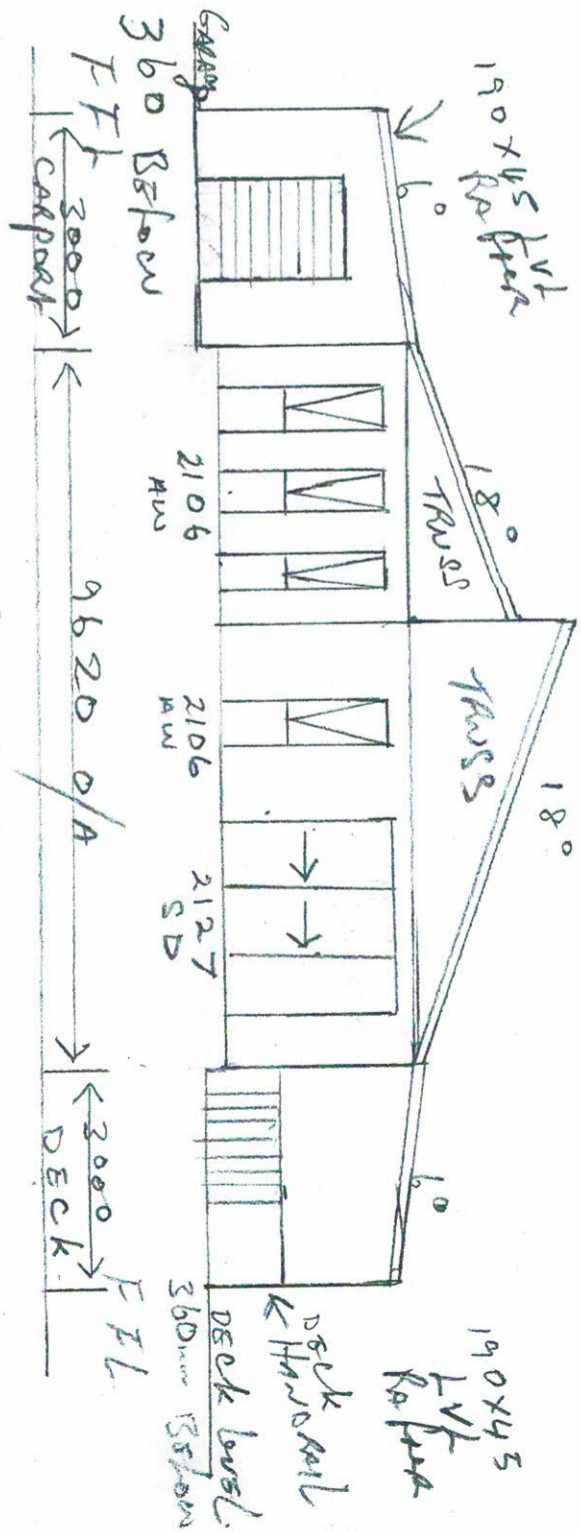 190x45 LVL
RAFTER
6°
18°
TRUSS
TRUSS
18°
6°
190x45
LVL
RAFTER
GARAGE
360 BELOW
FFL
2106
AW
2106
AW
2127
SD
DECK
HANDRAIL
DECK LEVEL
360mm BELOW
FFL
3000
CARPORT
9620 O/A
3000
DECK